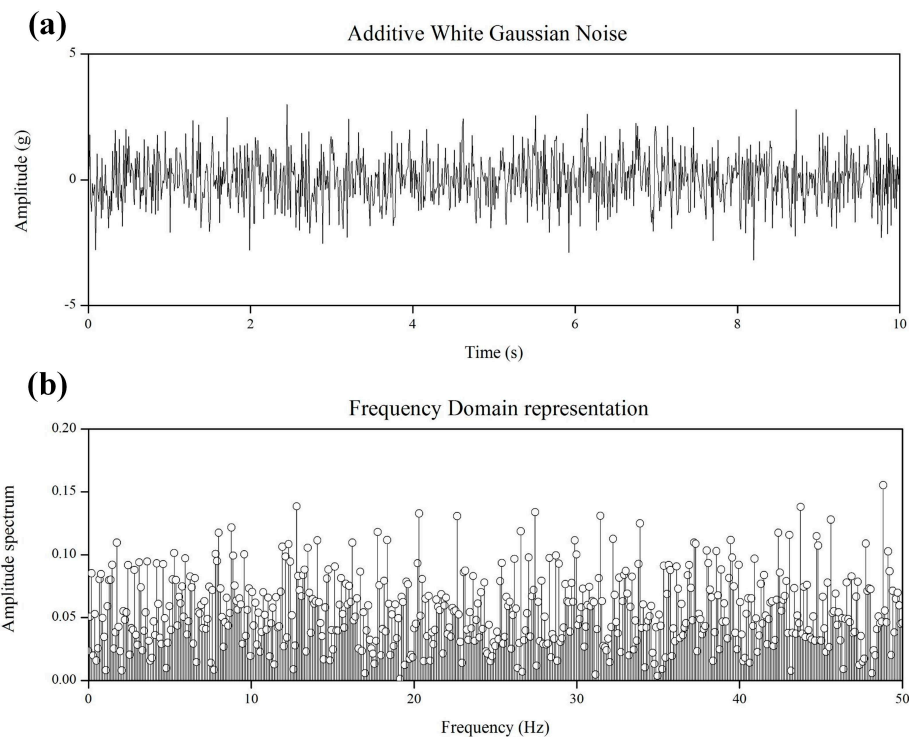 (a)
Additive White Gaussian Noise
5
0
-5
Amplitude (g)
0 2 4 6 8 10
Time (s)
(b)
Frequency Domain representation
0.20
0.15
0.10
0.05
0.00
Amplitude spectrum
0 10 20 30 40 50
Frequency (Hz)